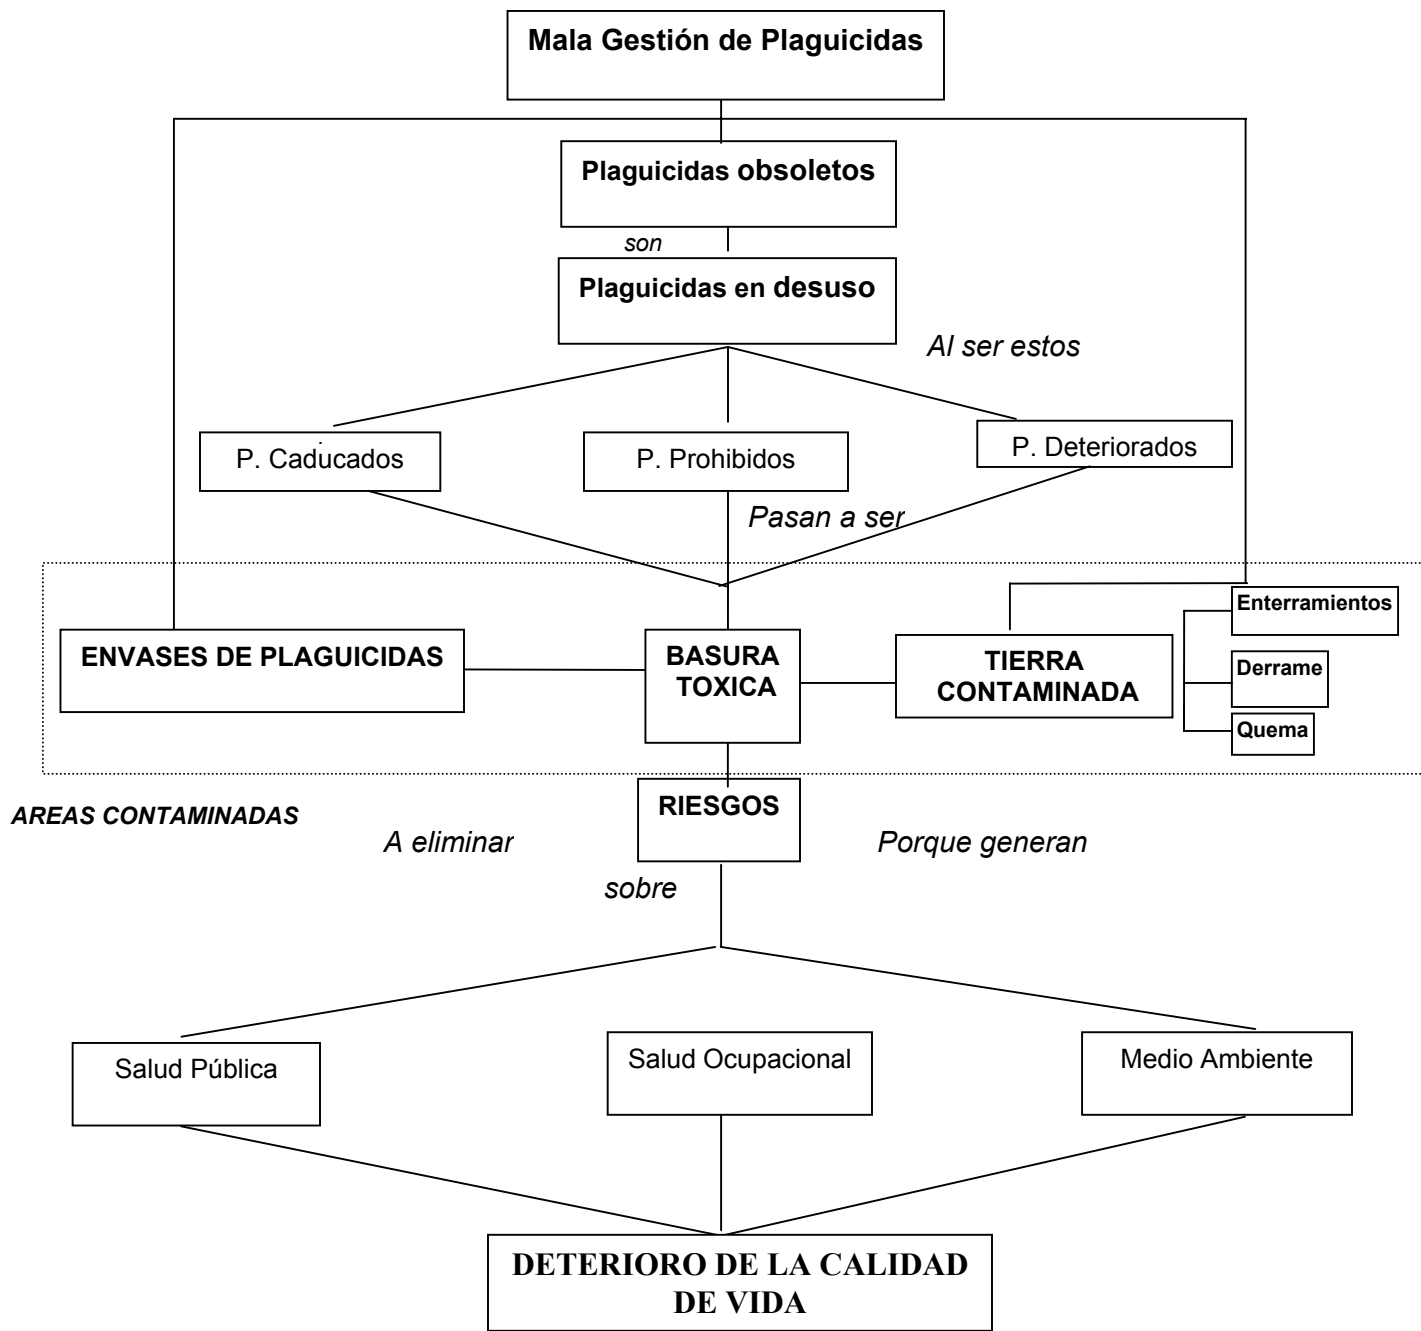 Mala Gestión de Plaguicidas
Plaguicidas obsoletos
son
Plaguicidas en desuso
Al ser estos
P. Caducados
P. Prohibidos
P. Deteriorados
Pasan a ser
ENVASES DE PLAGUICIDAS
BASURA
TOXICA
TIERRA
CONTAMINADA
Enterramientos
Derrame
Quema
AREAS CONTAMINADAS
A eliminar
RIESGOS
Porque generan
sobre
Salud Pública
Salud Ocupacional
Medio Ambiente
DETERIORO DE LA CALIDAD
DE VIDA